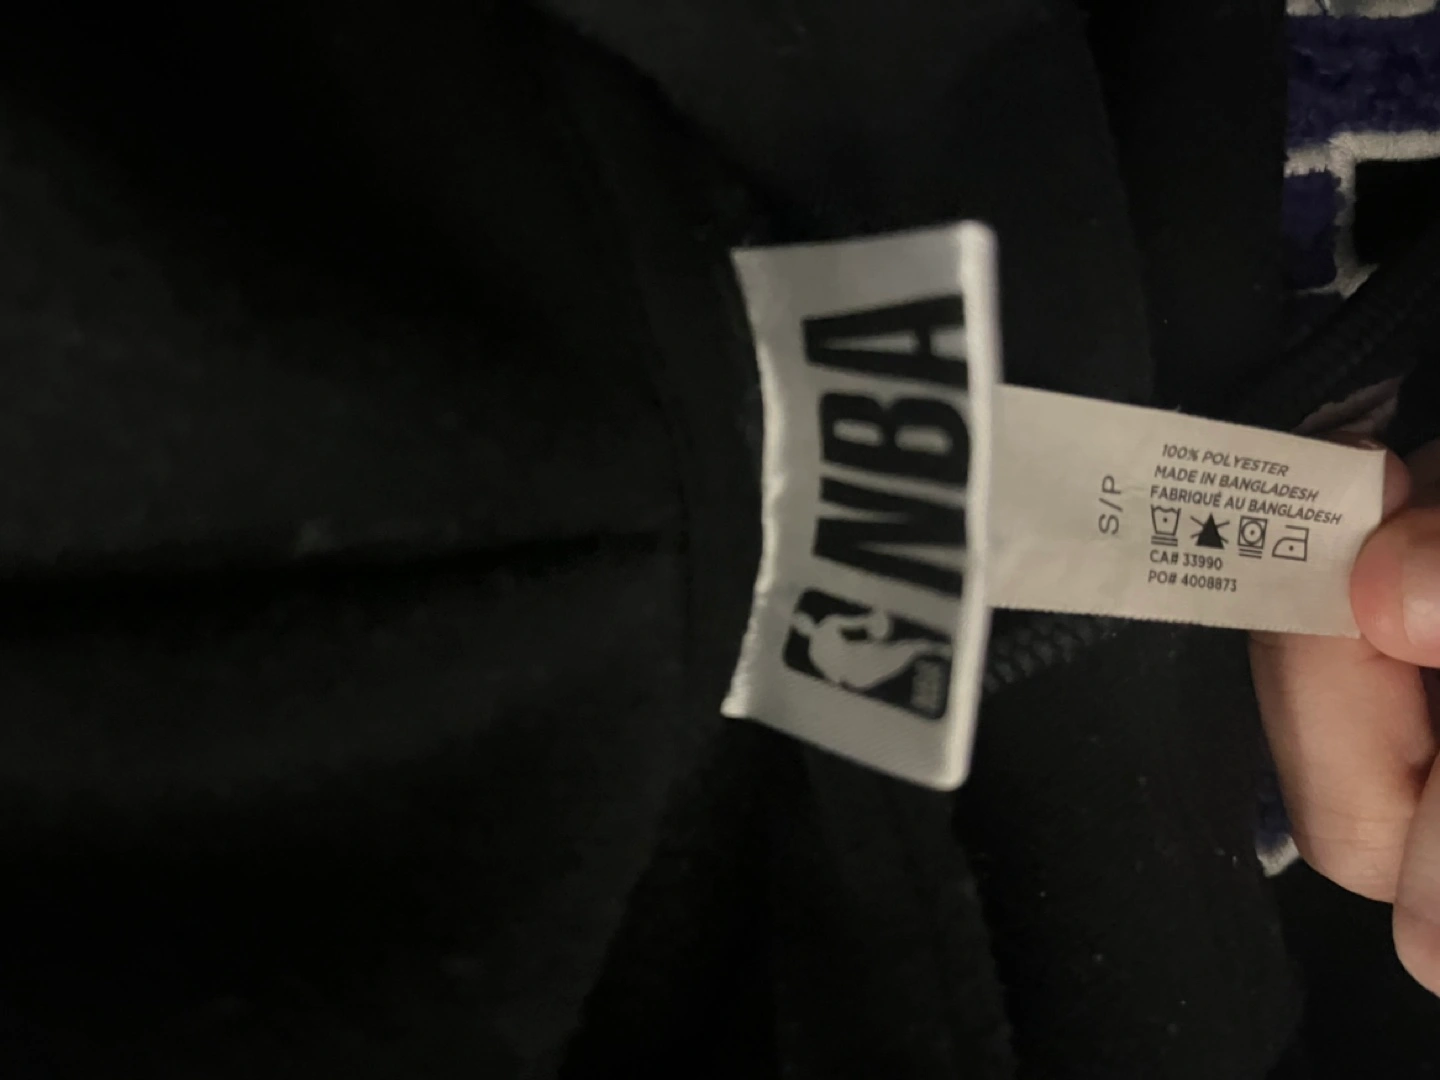 NBA
S/P
100% POLYESTER
MADE IN BANGLADESH
FABRIQUÉ AU BANGLADESH
CA# 33990
PO# 4008873